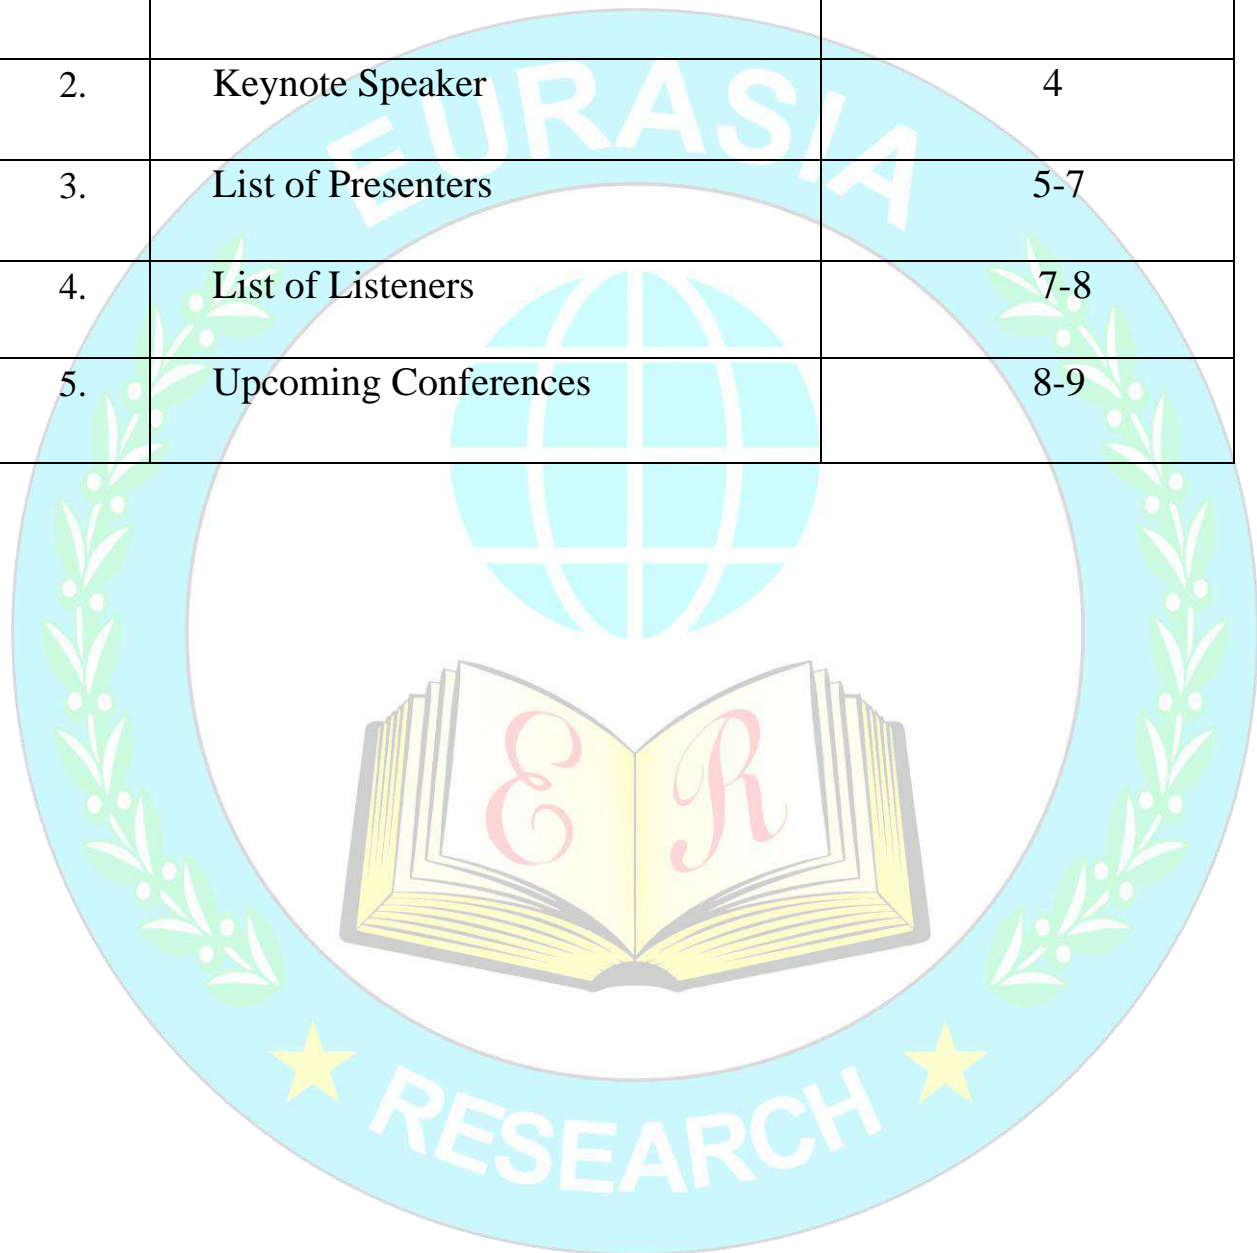 2. Keynote Speaker 4
3. List of Presenters 5-7
4. List of Listeners 7-8
5. Upcoming Conferences 8-9
EURASIA
E R
RESEARCH